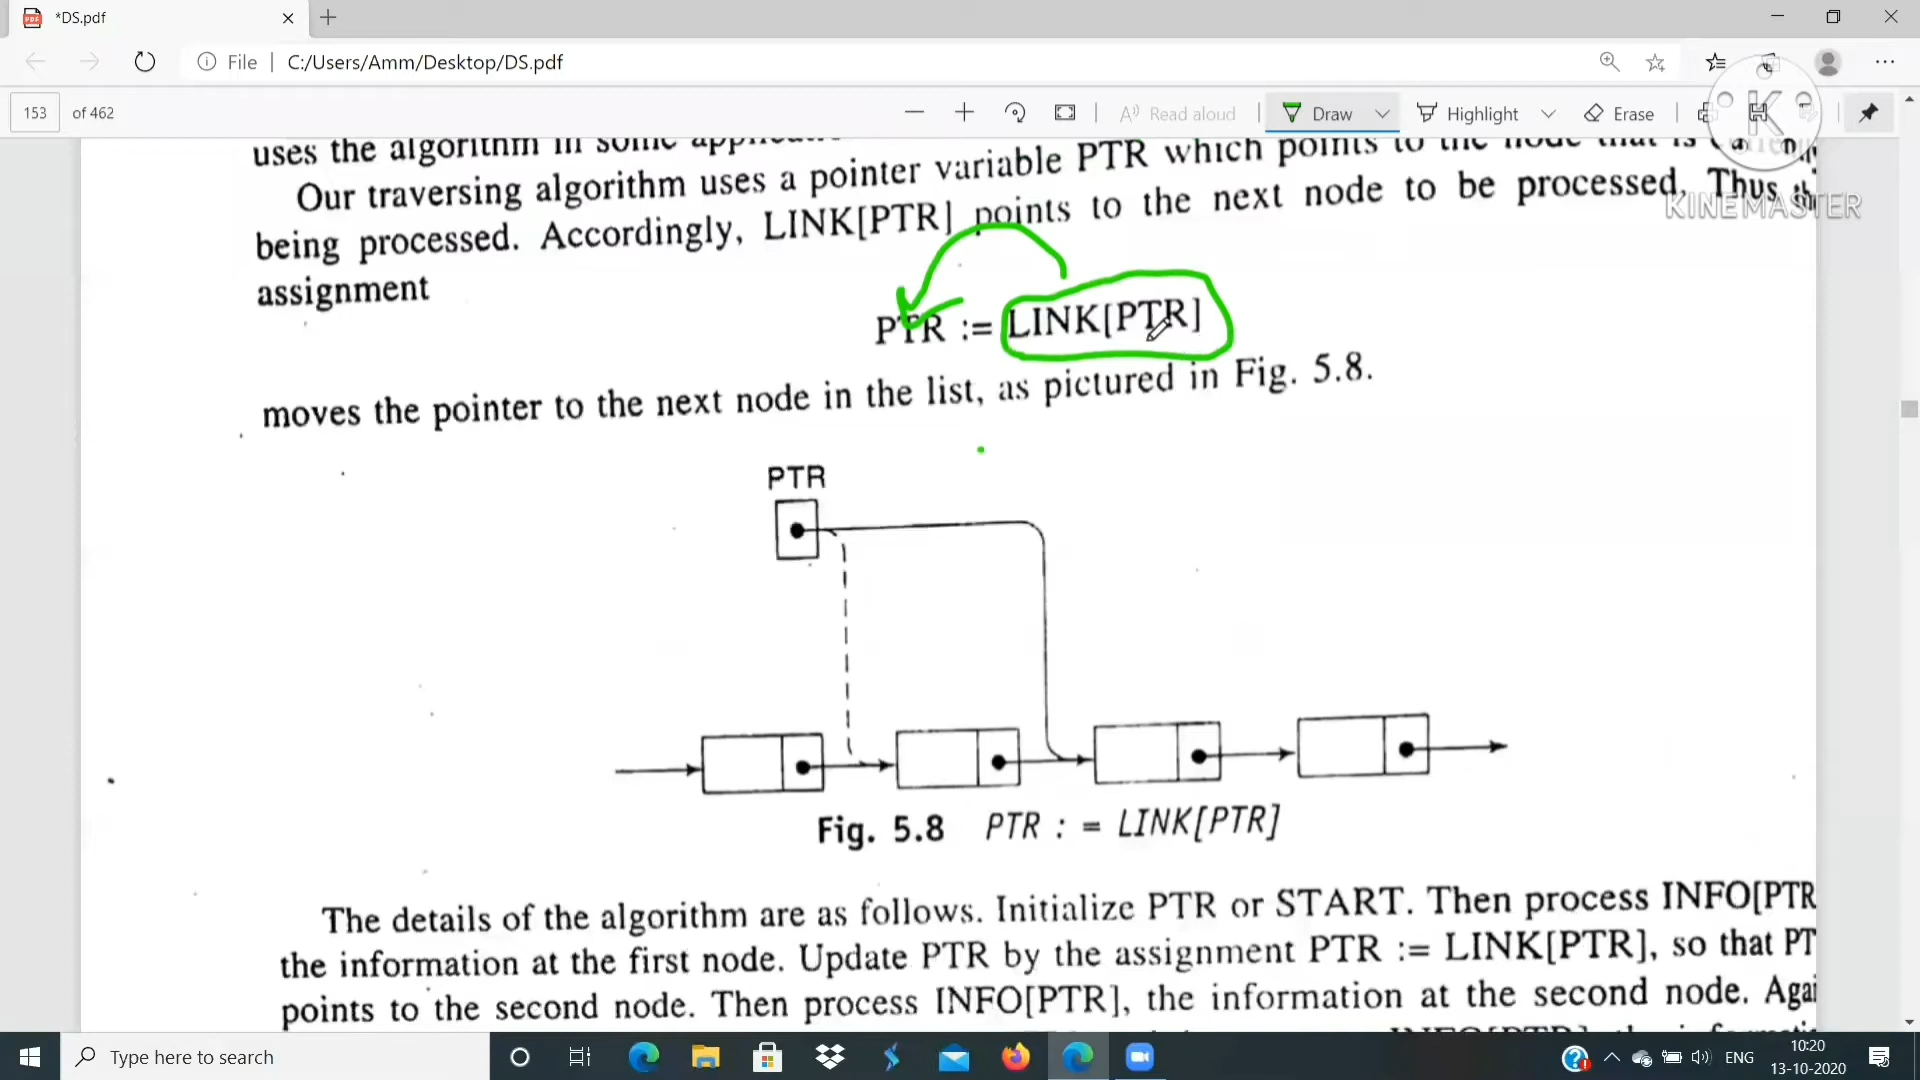 *DS.pdf
File | C:/Users/Amm/Desktop/DS.pdf
153 of 462 Read aloud Draw Highlight Erase
K
KINEMASTER
uses the algorithm in some
Our traversing algorithm uses a pointer variable PTR which points to the node that is
being processed. Accordingly, LINK[PTR] points to the next node to be processed. Thus
assignment
PTR := LINK[PTR]
moves the pointer to the next node in the list, as pictured in Fig. 5.8.
PTR
Fig. 5.8 PTR : = LINK[PTR]
The details of the algorithm are as follows. Initialize PTR or START. Then process INFO[PTR
the information at the first node. Update PTR by the assignment PTR := LINK[PTR], so that PT
points to the second node. Then process INFO[PTR], the information at the second node. Agai
Type here to search
ENG
10:20
13-10-2020